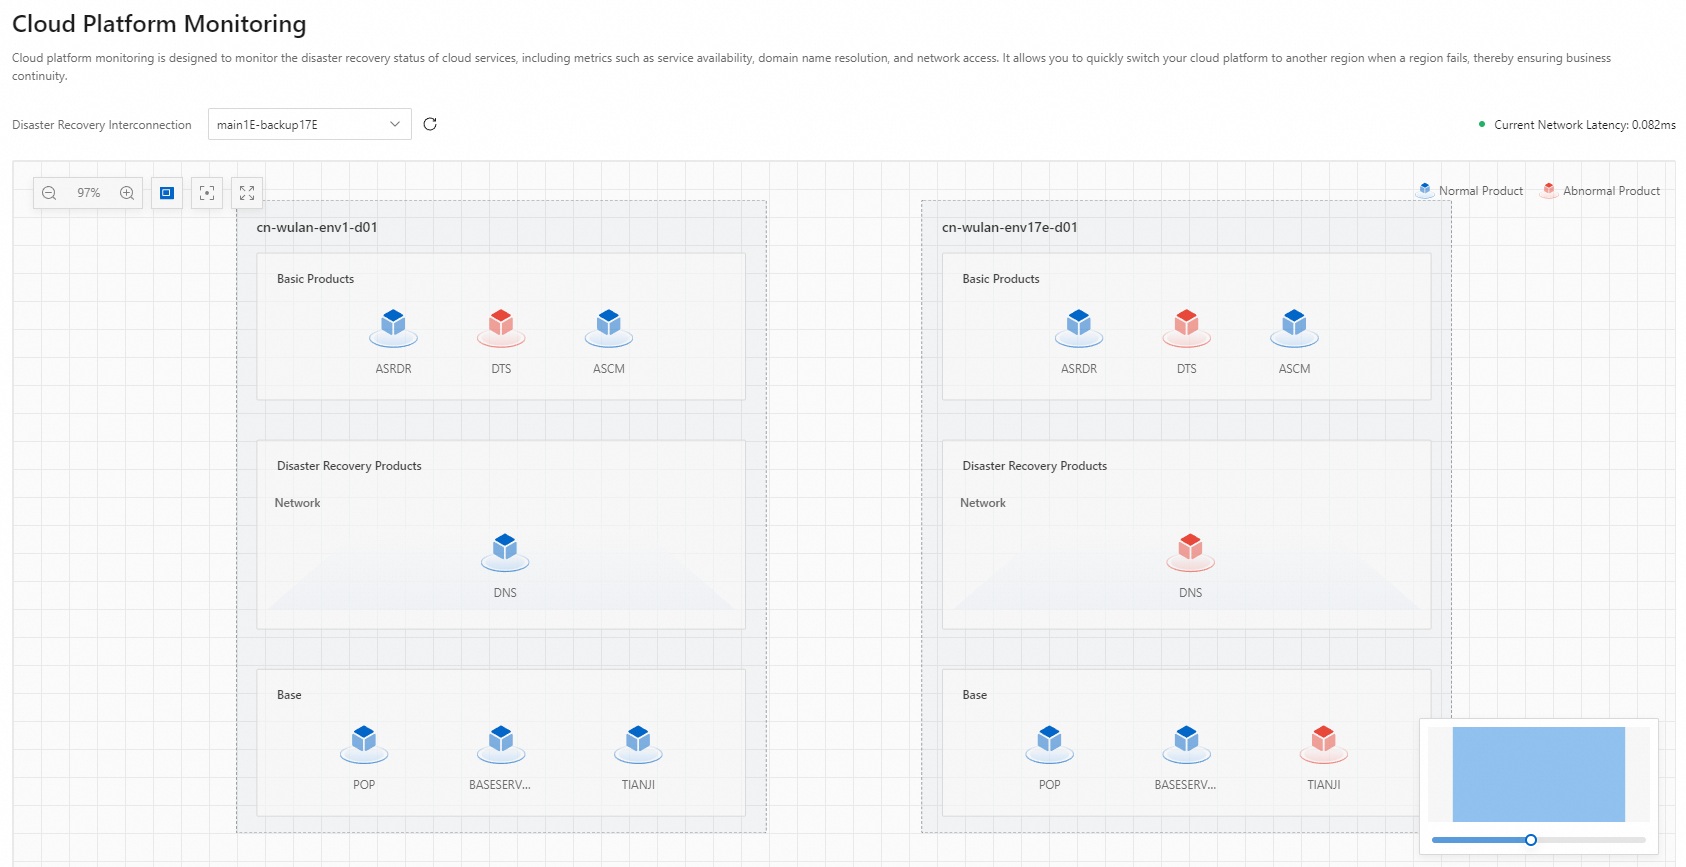 Cloud Platform Monitoring
Cloud platform monitoring is designed to monitor the disaster recovery status of cloud services, including metrics such as service availability, domain name resolution, and network access. It allows you to quickly switch your cloud platform to another region when a region fails, thereby ensuring business
continuity.
Disaster Recovery Interconnection main1E-backup17E Current Network Latency: 0.082ms
97% Normal Product Abnormal Product
cn-wulan-env1-d01
Basic Products
ASRDR DTS ASCM
Disaster Recovery Products
Network
DNS
Base
POP BASESERV... TIANJI
cn-wulan-env17e-d01
Basic Products
ASRDR DTS ASCM
Disaster Recovery Products
Network
DNS
Base
POP BASESERV... TIANJI